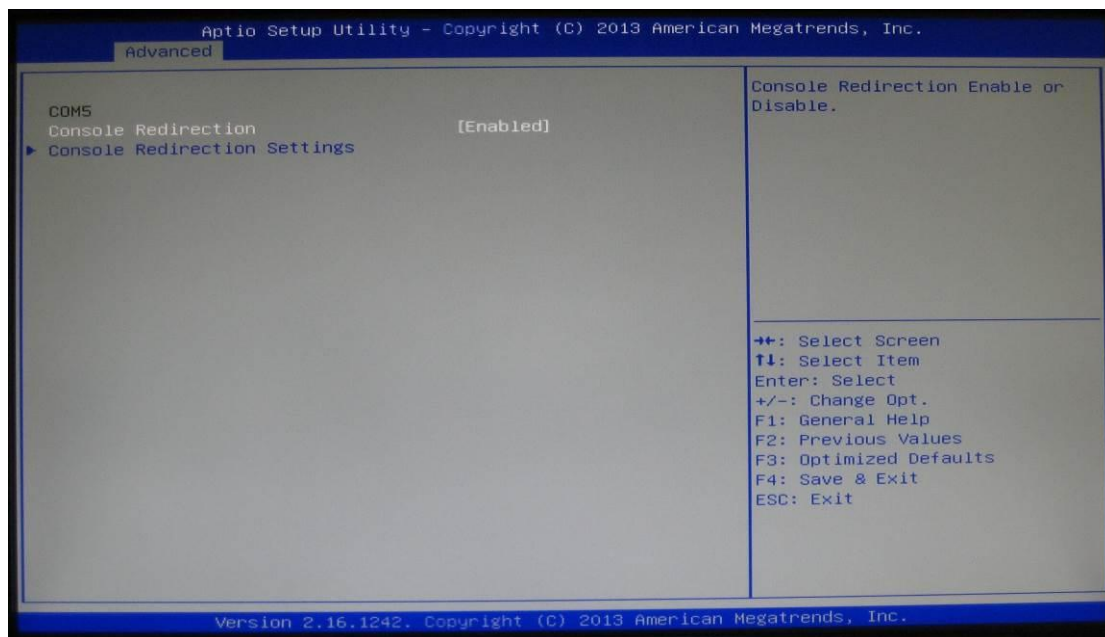 Aptio Setup Utility – Copyright (C) 2013 American Megatrends, Inc.
Advanced
COM5
Console Redirection [Enabled]
▶ Console Redirection Settings
Console Redirection Enable or
Disable.
→←: Select Screen
↑↓: Select Item
Enter: Select
+/-: Change Opt.
F1: General Help
F2: Previous Values
F3: Optimized Defaults
F4: Save & Exit
ESC: Exit
Version 2.16.1242. Copyright (C) 2013 American Megatrends, Inc.